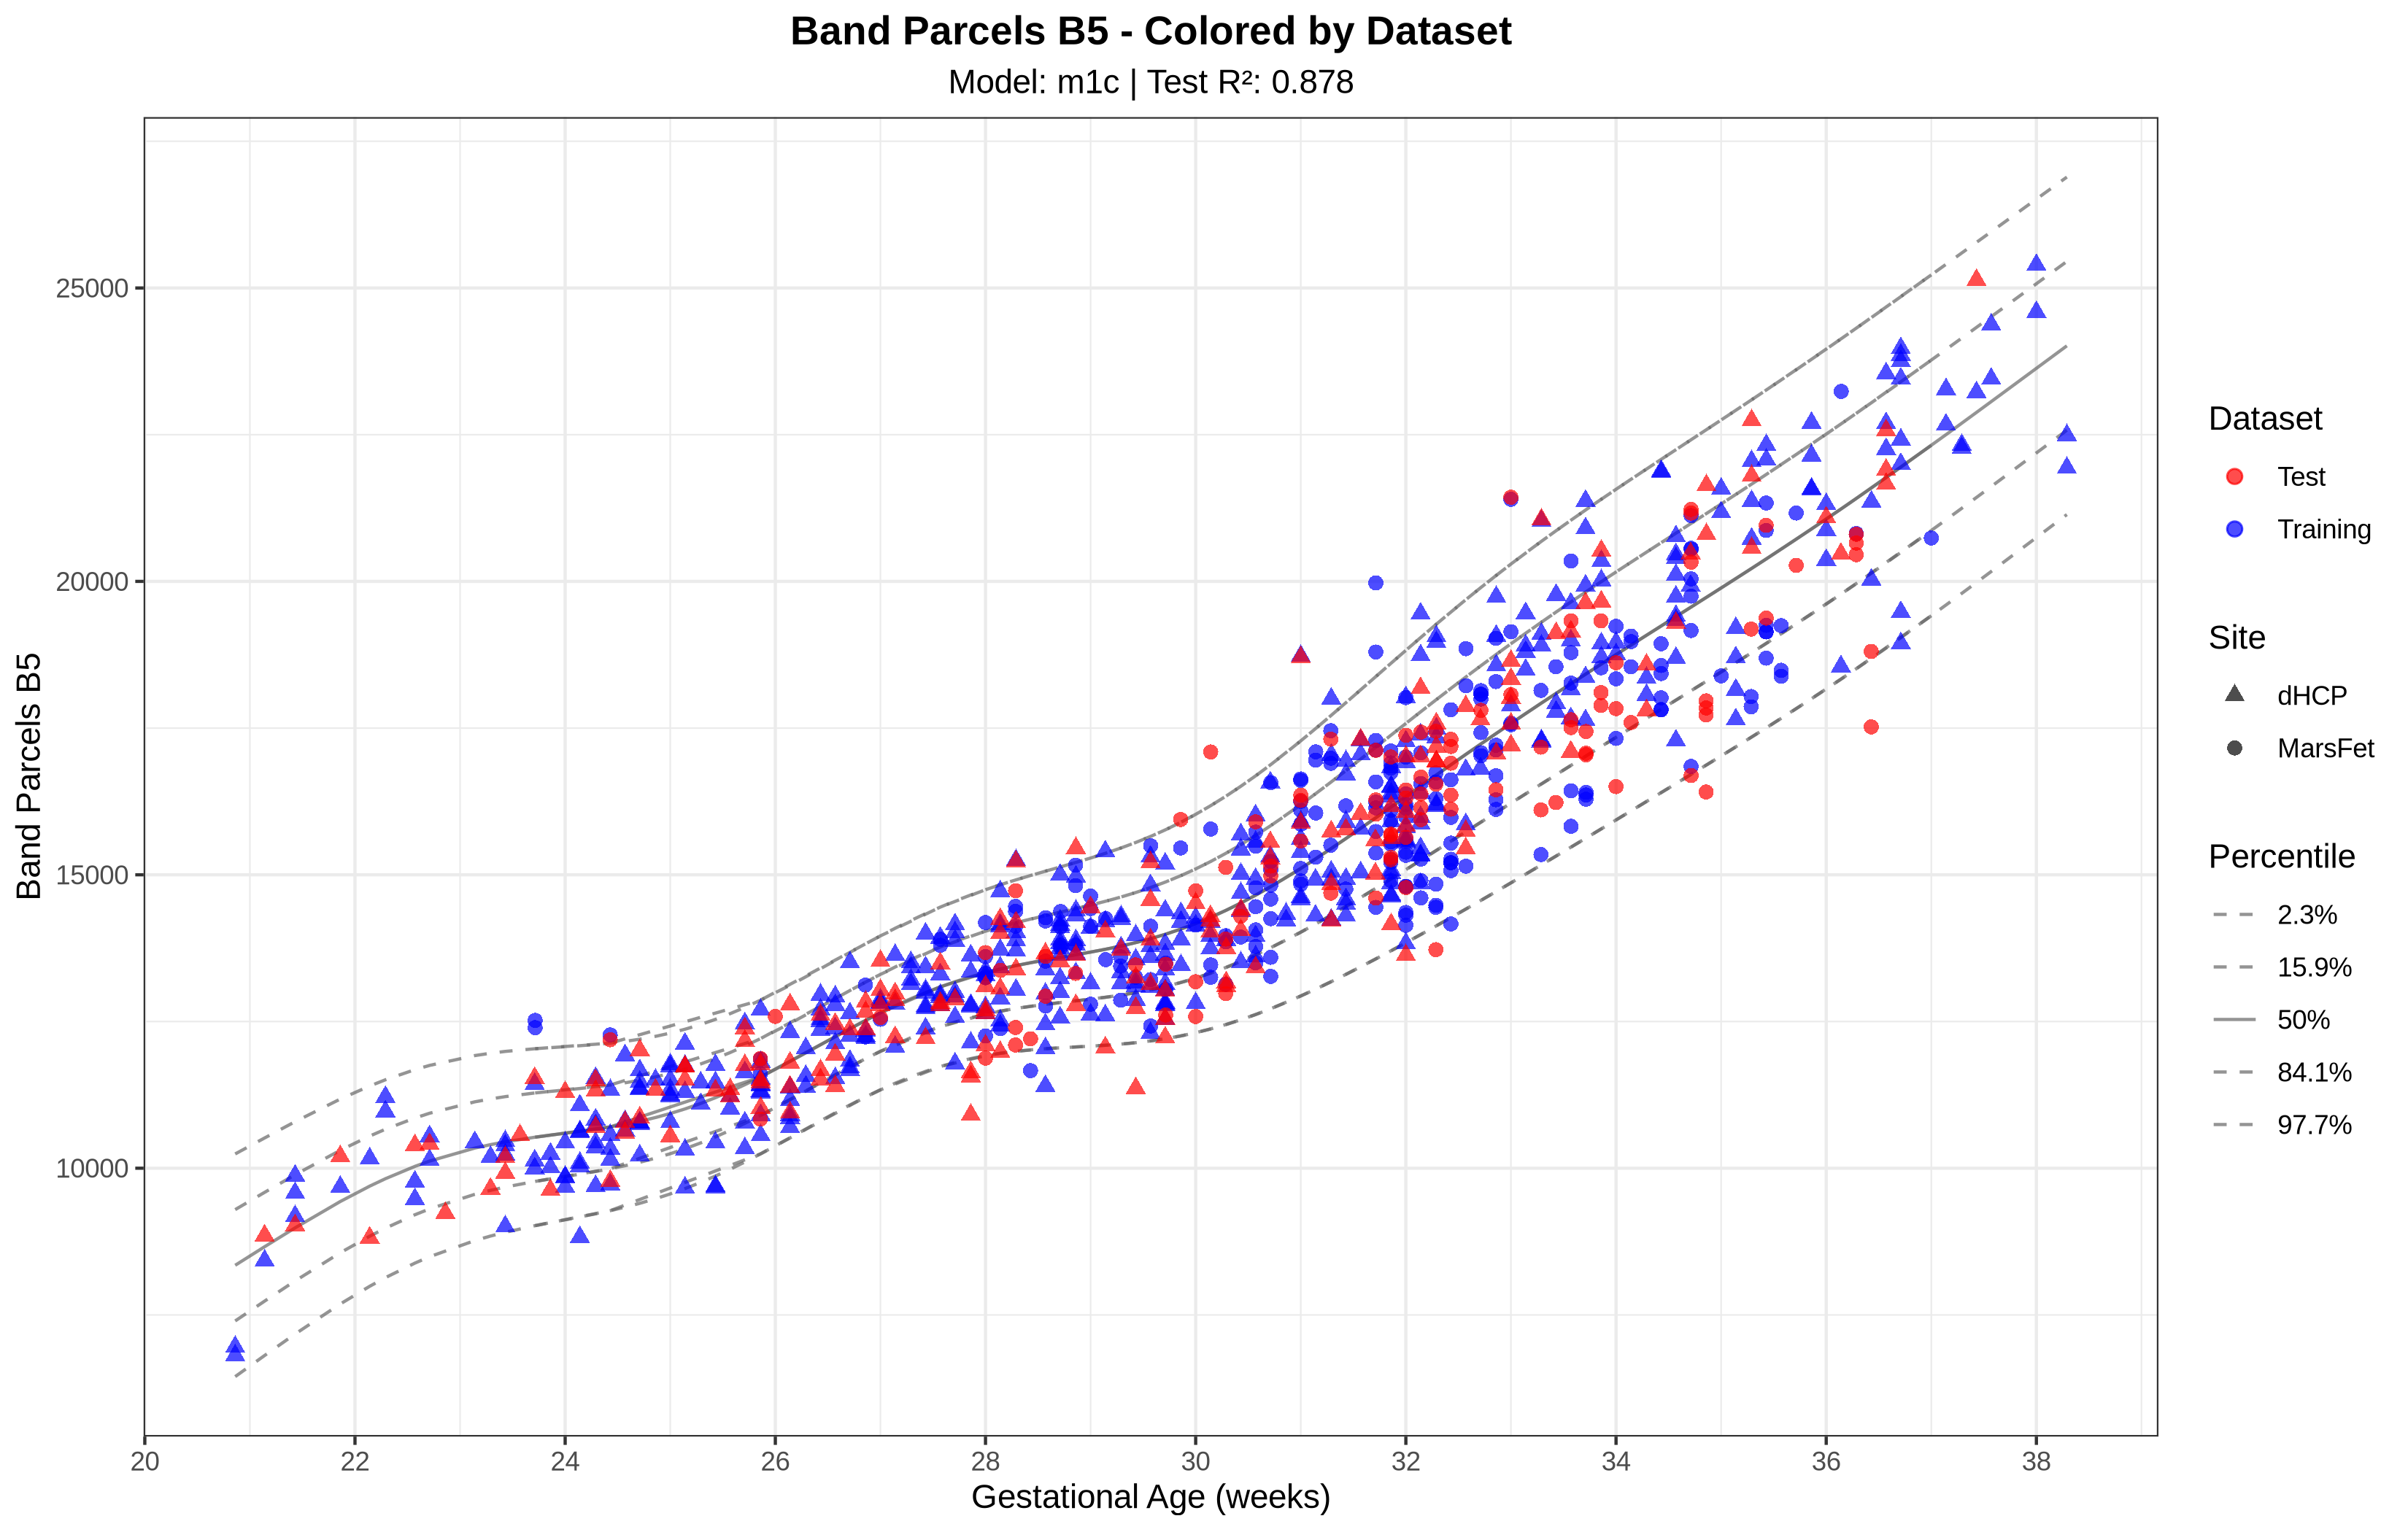 Band Parcels B5 - Colored by Dataset
Model: m1c | Test R²: 0.878
Band Parcels B5
25000
20000
15000
10000
20 22 24 26 28 30 32 34 36 38
Gestational Age (weeks)
Dataset
Test
Training
Site
dHCP
MarsFet
Percentile
2.3%
15.9%
50%
84.1%
97.7%